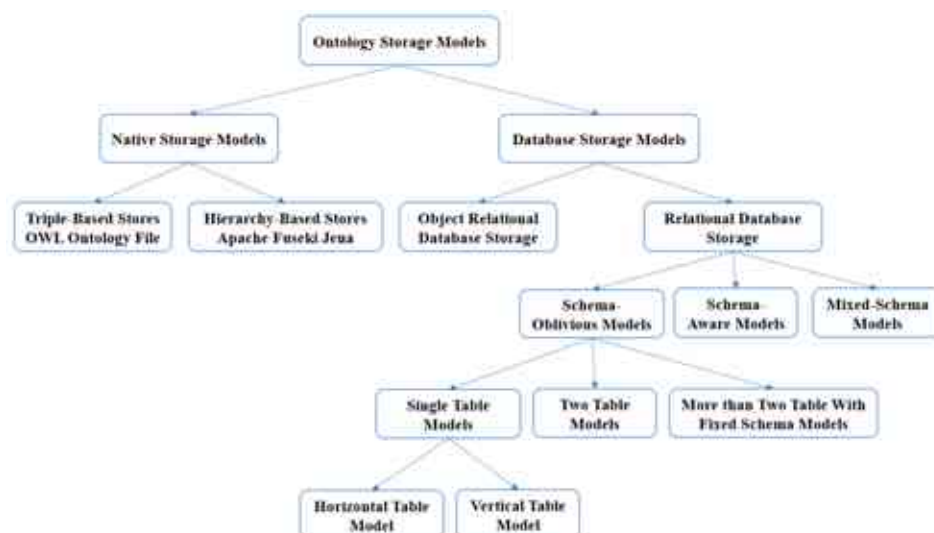 Ontology Storage Models
Native Storage Models
Database Storage Models
Triple-Based Stores
OWL Ontology File
Hierarchy-Based Stores
Apache Fuseki Jena
Object Relational
Database Storage
Relational Database
Storage
Schema-
Oblivious Models
Schema-
Aware Models
Mixed-Schema
Models
Single Table
Models
Two Table
Models
More than Two Table With
Fixed Schema Models
Horizontal Table
Model
Vertical Table
Model